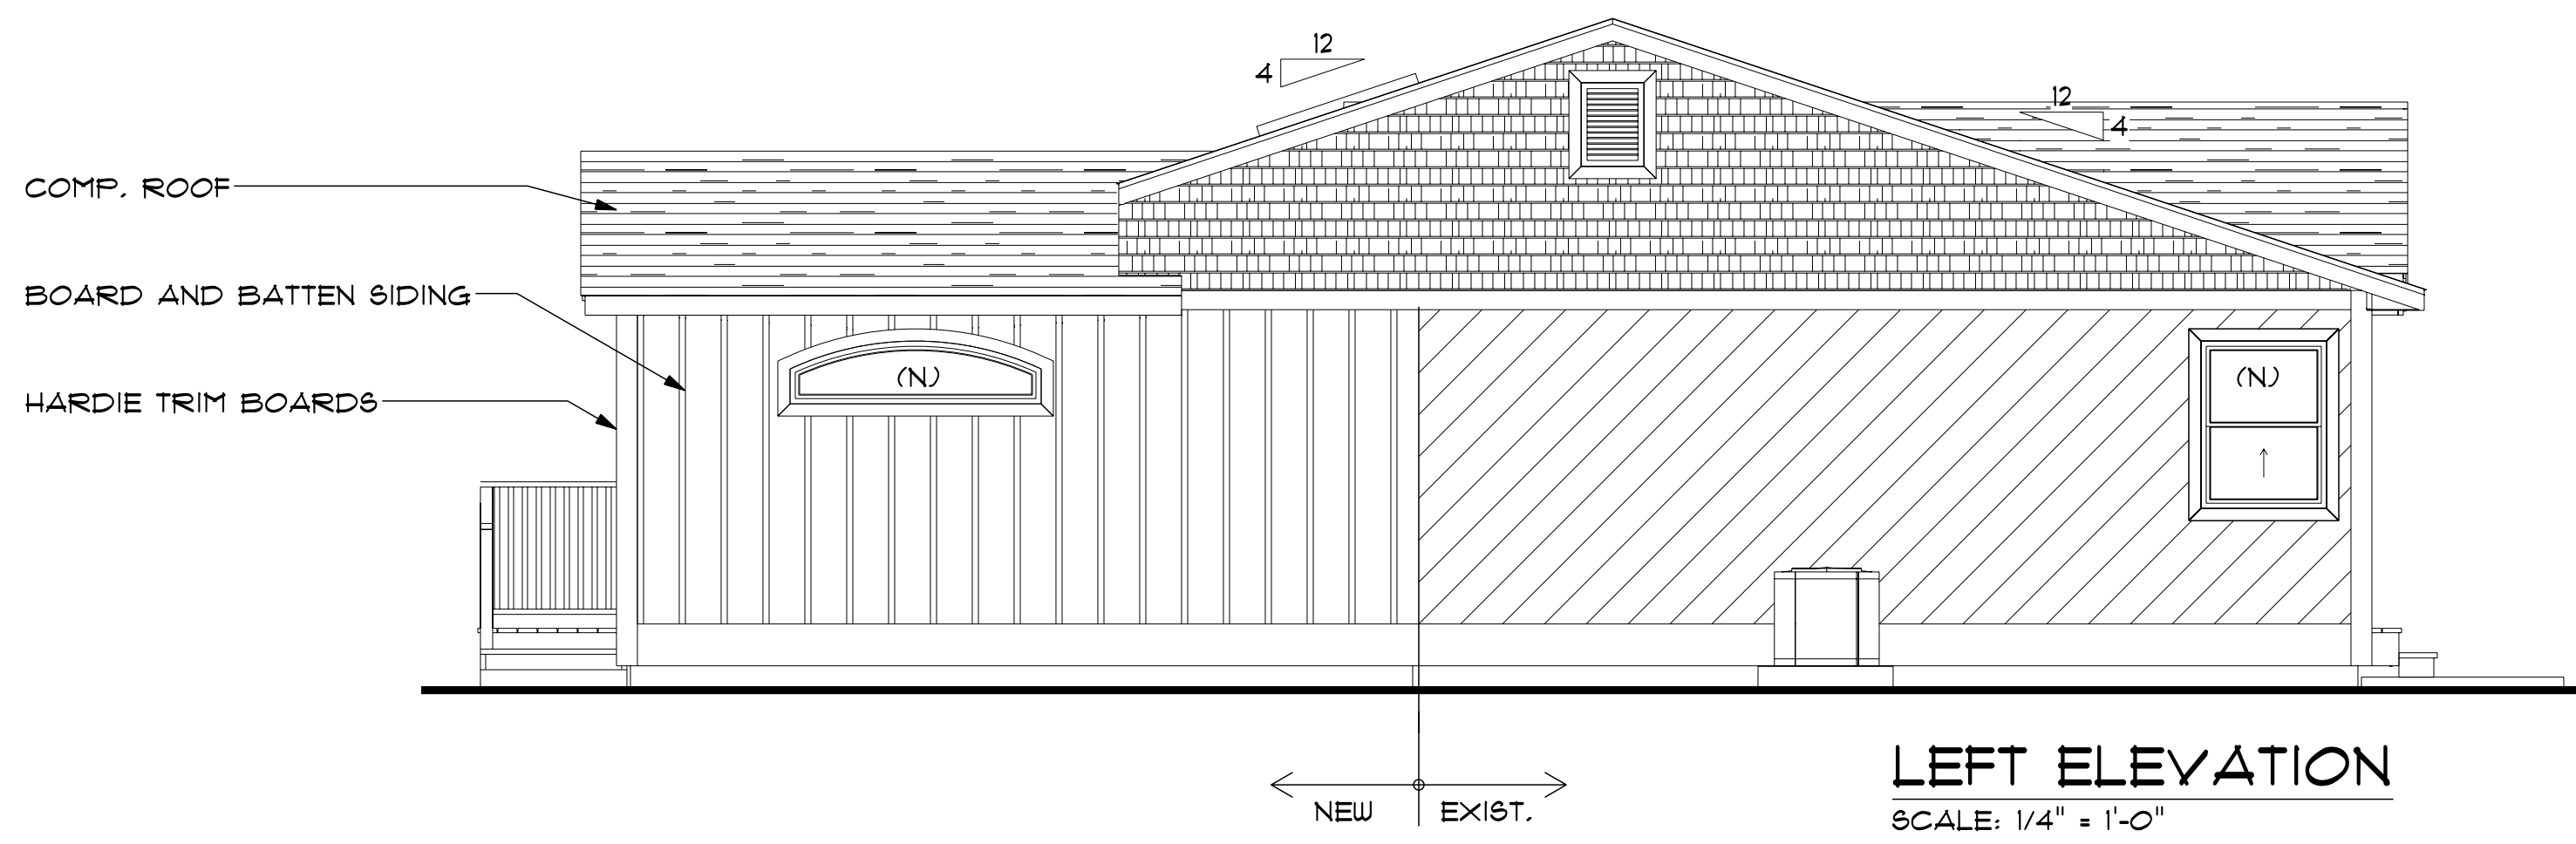 12
4
12
4
COMP. ROOF
BOARD AND BATTEN SIDING
HARDIE TRIM BOARDS
(N)
(N)
NEW
EXIST.
LEFT ELEVATION
SCALE: 1/4" = 1'-0"